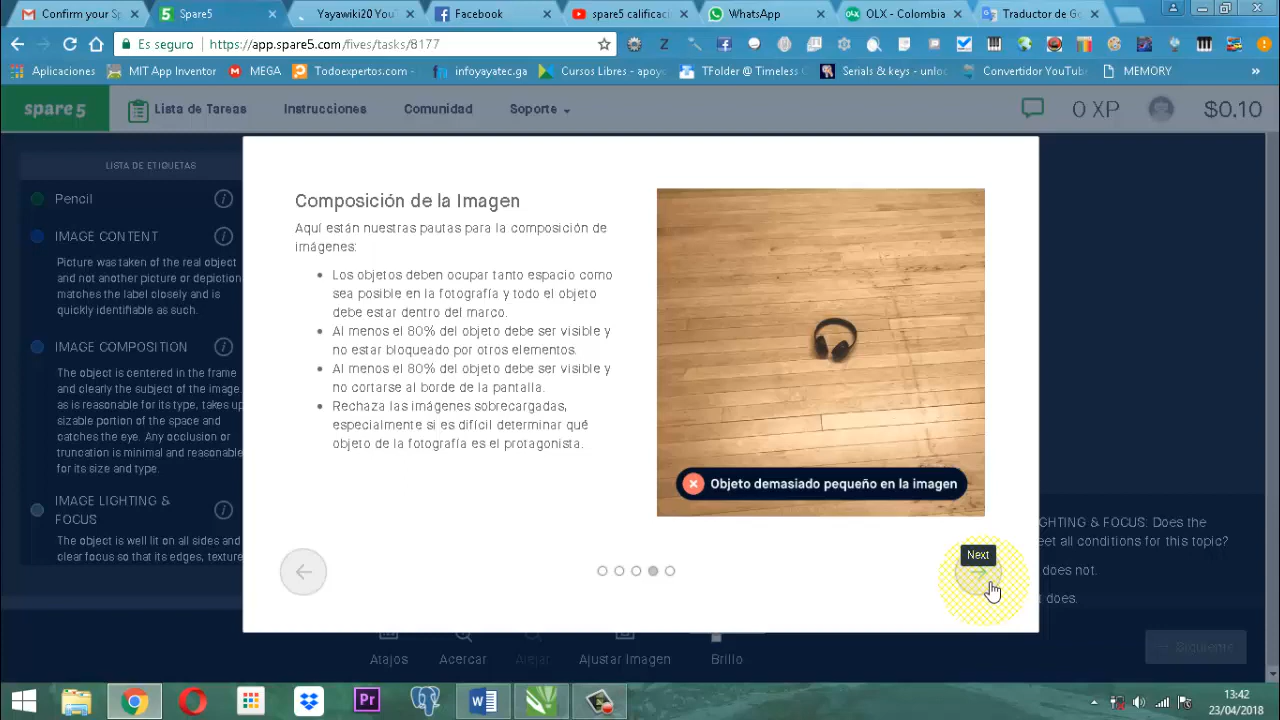 Confirm your S
Spare5
Yayawiki20 You
Facebook
spare5 calificaci
WhatsApp
OLX - Colombia
Traductor de Go
Es seguro
https://app.spare5.com/fives/tasks/8177
Aplicaciones
MIT App Inventor
MEGA
Todoexpertos.com -
infoyayatec.ga
Cursos Libres - apoy
TFolder @ Timeless
Serials & keys - unloc
Convertidor YouTub
MEMORY
»
spare5
Lista de Tareas
Instrucciones
Comunidad
Soporte
0 XP
$0.10
LISTA DE ETIQUETAS
Pencil
IMAGE CONTENT
Picture was taken of the real object
and not another picture or depiction
matches the label closely and is
quickly identifiable as such.
IMAGE COMPOSITION
The object is centered in the frame
and clearly the subject of the image
as is reasonable for its type, takes up
sizable portion of the space and
catches the eye. Any occlusion or
truncation is minimal and reasonable
for its size and type.
IMAGE LIGHTING &
FOCUS
The object is well lit on all sides and
clear focus so that its edges, texture
Composición de la Imagen
Aquí están nuestras pautas para la composición de
imágenes:
• Los objetos deben ocupar tanto espacio como
sea posible en la fotografía y todo el objeto
debe estar dentro del marco.
• Al menos el 80% del objeto debe ser visible y
no estar bloqueado por otros elementos.
• Al menos el 80% del objeto debe ser visible y
no cortarse al borde de la pantalla.
• Rechaza las imágenes sobrecargadas,
especialmente si es difícil determinar qué
objeto de la fotografía es el protagonista.
Objeto demasiado pequeño en la imagen
Next
GHTING & FOCUS: Does the
eet all conditions for this topic?
does not.
does.
Atajos
Acercar
Alejar
Ajustar Imagen
Brillo
Siguiente
13:42
23/04/2018